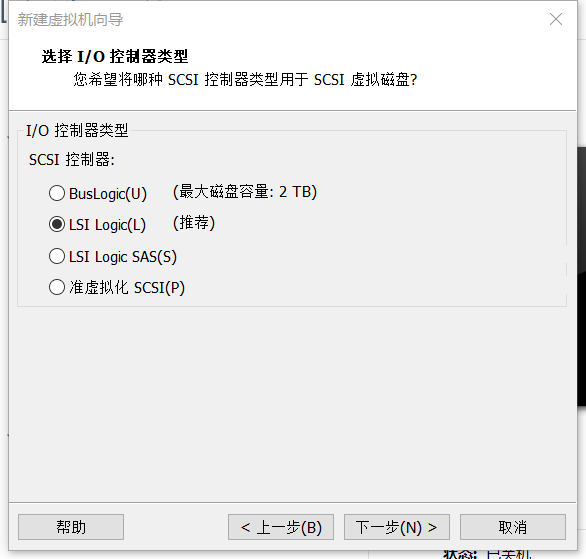 新建虚拟机向导
选择 I/O 控制器类型
您希望将哪种 SCSI 控制器类型用于 SCSI 虚拟磁盘?
I/O 控制器类型
SCSI 控制器:
BusLogic(U) (最大磁盘容量: 2 TB)
LSI Logic(L) (推荐)
LSI Logic SAS(S)
准虚拟化 SCSI(P)
帮助 < 上一步(B) 下一步(N) > 取消
状态: 已关机